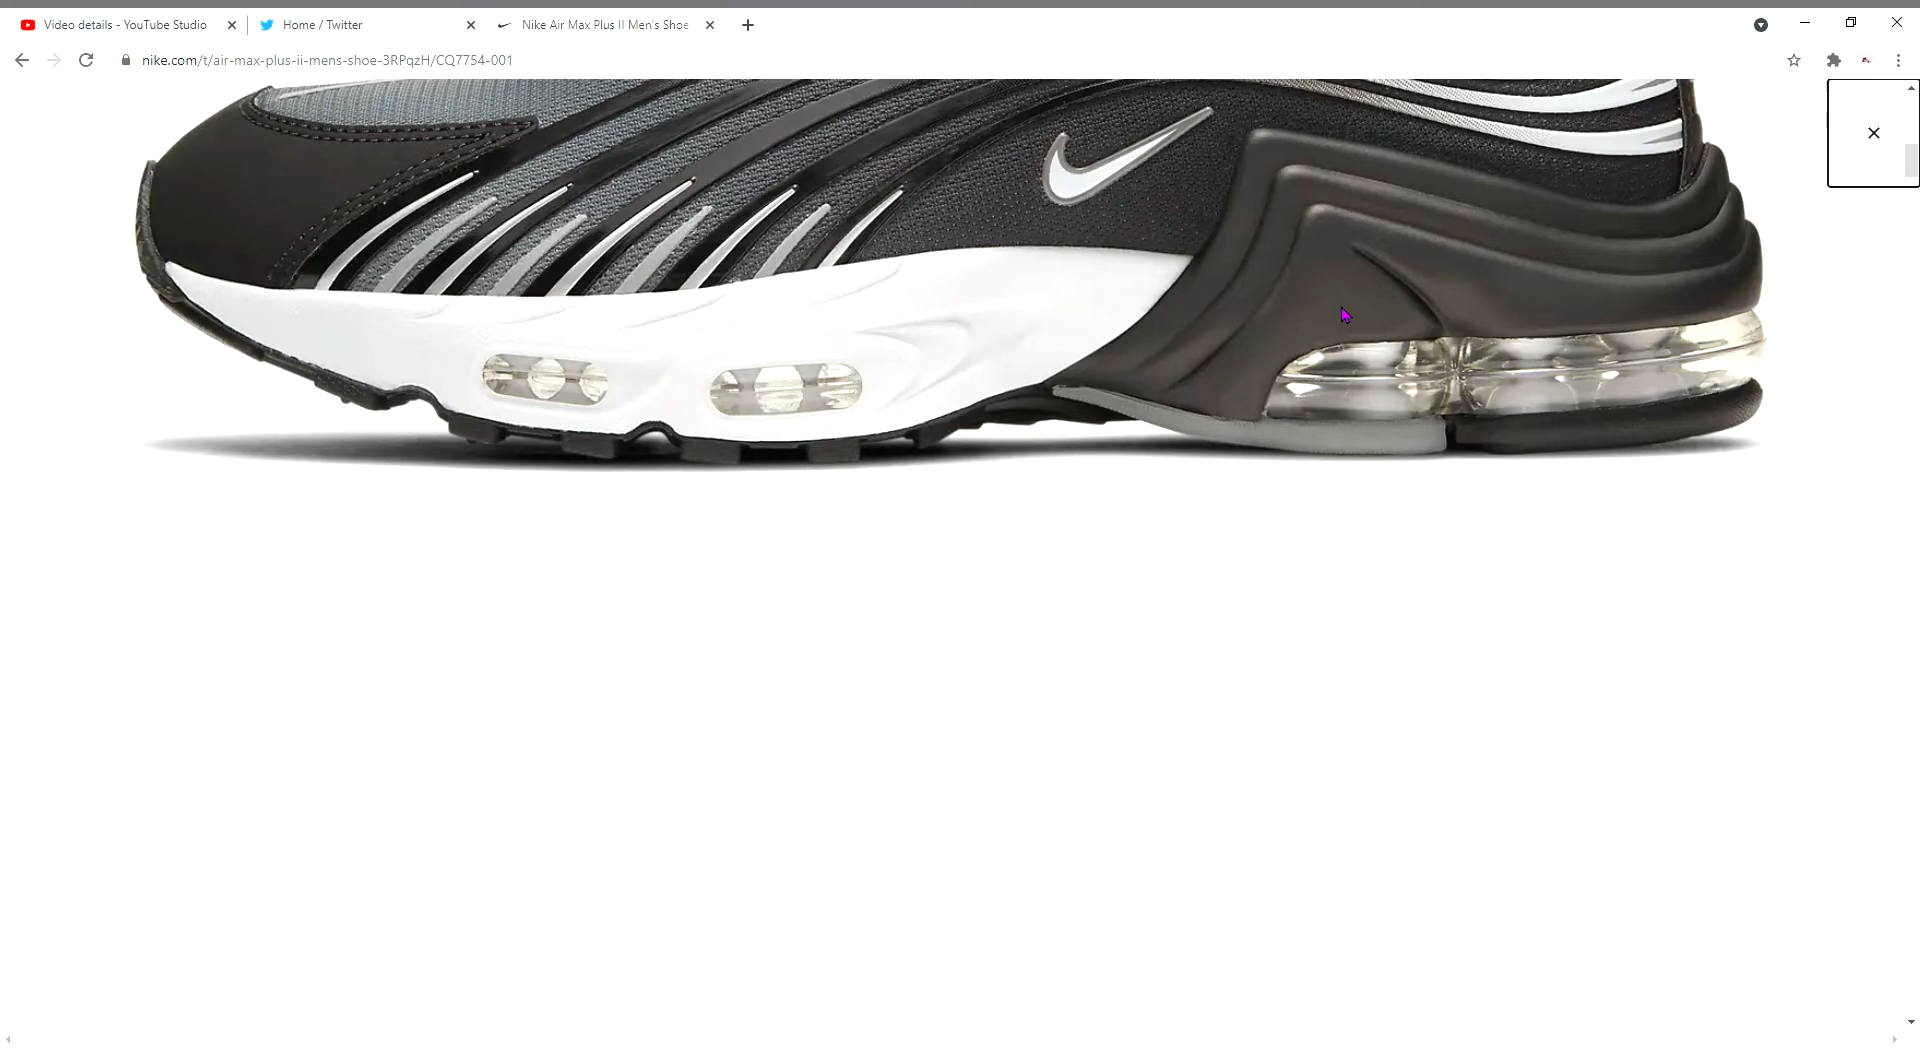 Video details - YouTube Studio
Home / Twitter
Nike Air Max Plus II Men's Shoe
nike.com/t/air-max-plus-ii-mens-shoe-3RPqzH/CQ7754-001